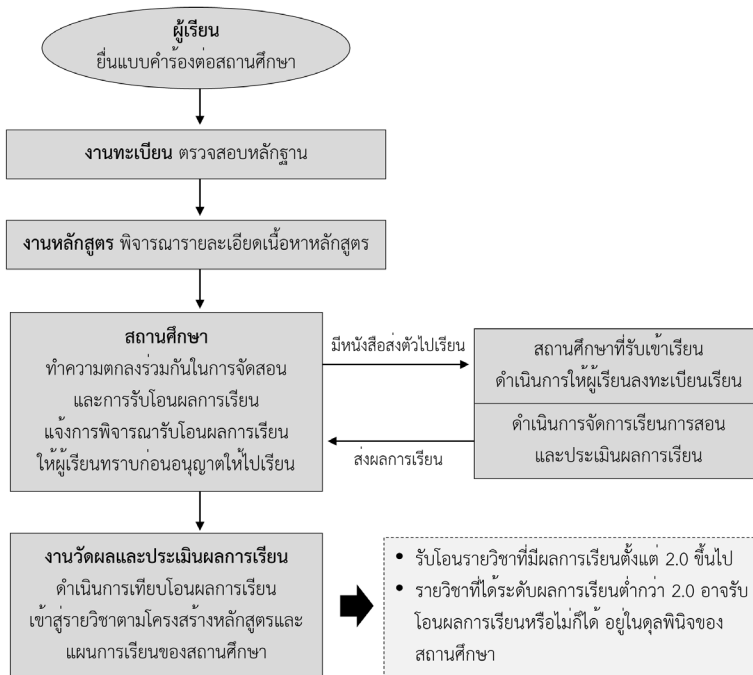 ผู้เรียน
ยื่นแบบคำร้องต่อสถานศึกษา
งานทะเบียน ตรวจสอบหลักฐาน
งานหลักสูตร พิจารณารายละเอียดเนื้อหาหลักสูตร
สถานศึกษา
ทำความตกลงร่วมกันในการจัดสอน
และการรับโอนผลการเรียน
แจ้งการพิจารณารับโอนผลการเรียน
ให้ผู้เรียนทราบก่อนอนุญาตให้ไปเรียน
มีหนังสือส่งตัวไปเรียน
สถานศึกษาที่รับเข้าเรียน
ดำเนินการให้ผู้เรียนลงทะเบียนเรียน
ดำเนินการจัดการเรียนการสอน
และประเมินผลการเรียน
ส่งผลการเรียน
งานวัดผลและประเมินผลการเรียน
ดำเนินการเทียบโอนผลการเรียน
เข้าสู่รายวิชาตามโครงสร้างหลักสูตรและ
แผนการเรียนของสถานศึกษา
• รับโอนรายวิชาที่มีผลการเรียนตั้งแต่ 2.0 ขึ้นไป
• รายวิชาที่ได้ระดับผลการเรียนต่ำกว่า 2.0 อาจรับ
โอนผลการเรียนหรือไม่ก็ได้ อยู่ในดุลพินิจของ
สถานศึกษา